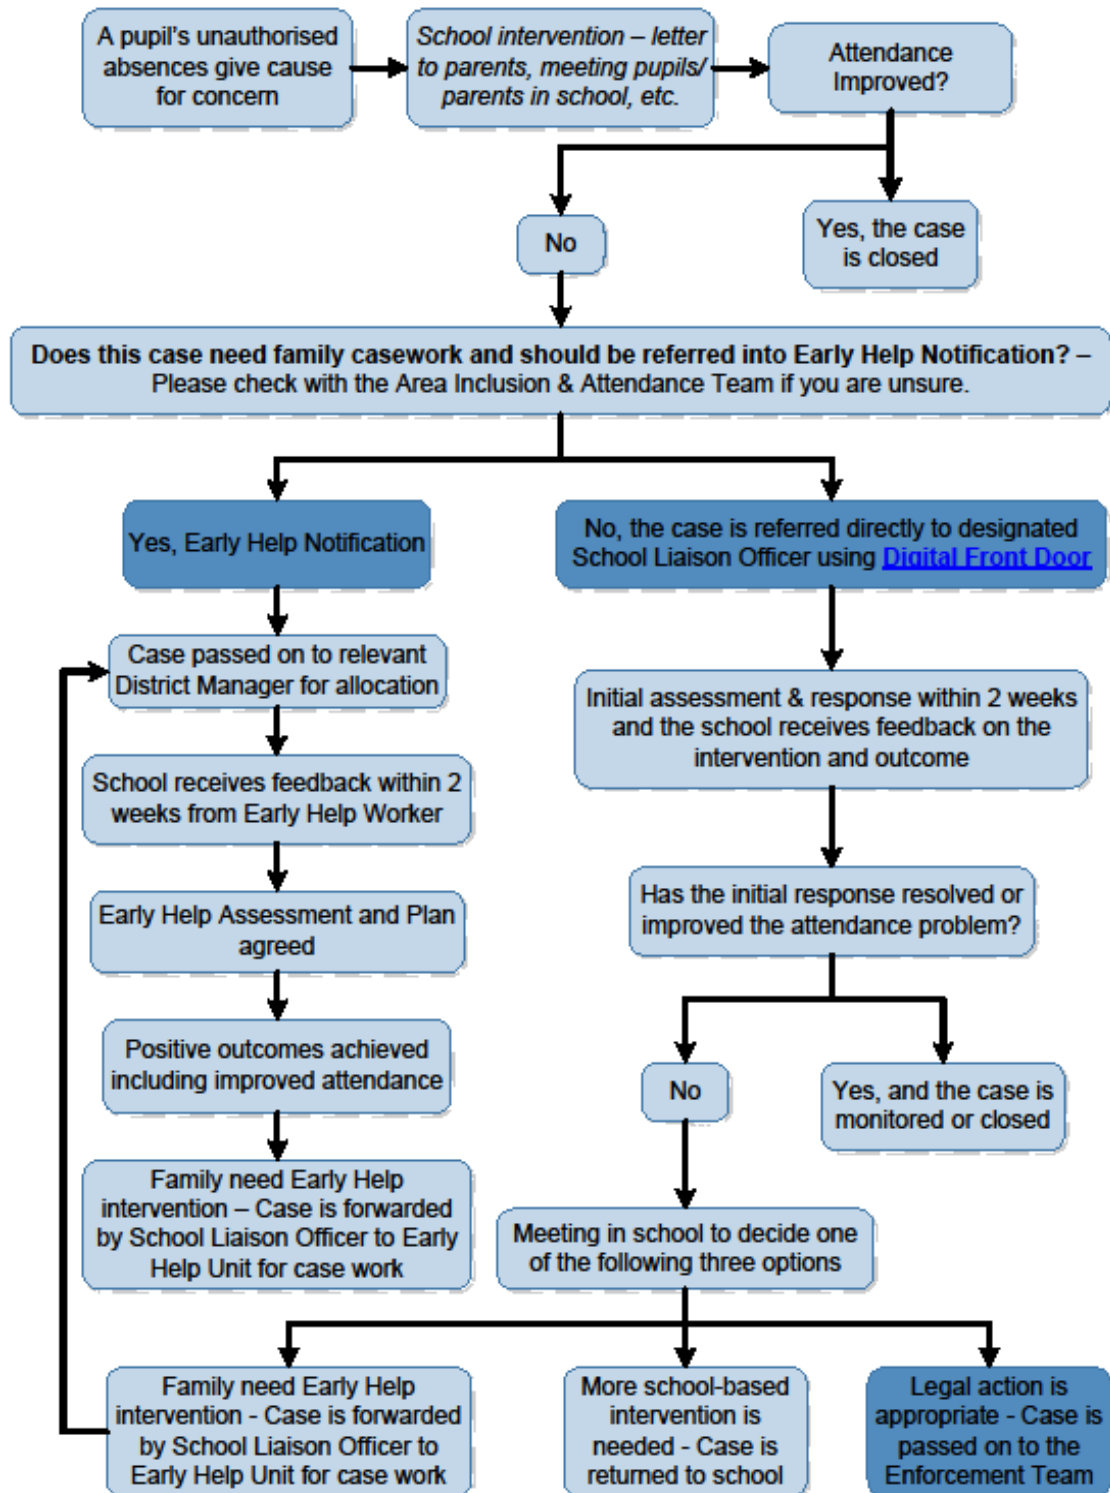 A pupil's unauthorised
absences give cause
for concern
School intervention – letter
to parents, meeting pupils/
parents in school, etc.
Attendance
Improved?
No
Yes, the case
is closed
Does this case need family casework and should be referred into Early Help Notification? –
Please check with the Area Inclusion & Attendance Team if you are unsure.
Yes, Early Help Notification
No, the case is referred directly to designated
School Liaison Officer using Digital Front Door
Case passed on to relevant
District Manager for allocation
School receives feedback within 2
weeks from Early Help Worker
Early Help Assessment and Plan
agreed
Positive outcomes achieved
including improved attendance
Family need Early Help
intervention – Case is forwarded
by School Liaison Officer to Early
Help Unit for case work
Initial assessment & response within 2 weeks
and the school receives feedback on the
intervention and outcome
Has the initial response resolved or
improved the attendance problem?
No
Yes, and the case is
monitored or closed
Meeting in school to decide one
of the following three options
Family need Early Help
intervention - Case is forwarded
by School Liaison Officer to
Early Help Unit for case work
More school-based
intervention is
needed - Case is
returned to school
Legal action is
appropriate - Case is
passed on to the
Enforcement Team